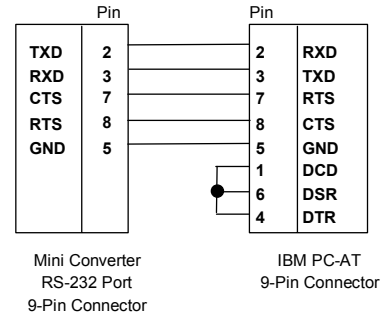 Pin Pin
TXD 2 2 RXD
RXD 3 3 TXD
CTS 7 7 RTS
RTS 8 8 CTS
GND 5 5 GND
1 DCD
6 DSR
4 DTR
Mini Converter IBM PC-AT
RS-232 Port 9-Pin Connector
9-Pin Connector